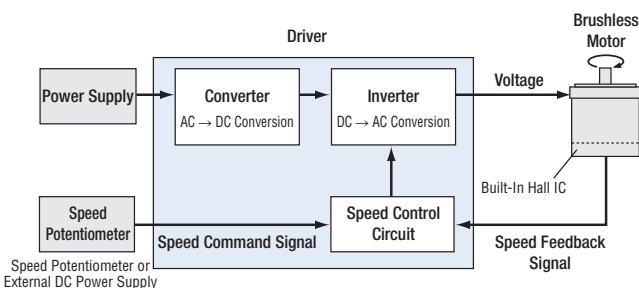 Brushless
Motor
Driver
Power Supply
Converter
AC → DC Conversion
Inverter
DC → AC Conversion
Voltage
Built-In Hall IC
Speed
Potentiometer
Speed Command Signal
Speed Control
Circuit
Speed Feedback
Signal
Speed Potentiometer or
External DC Power Supply